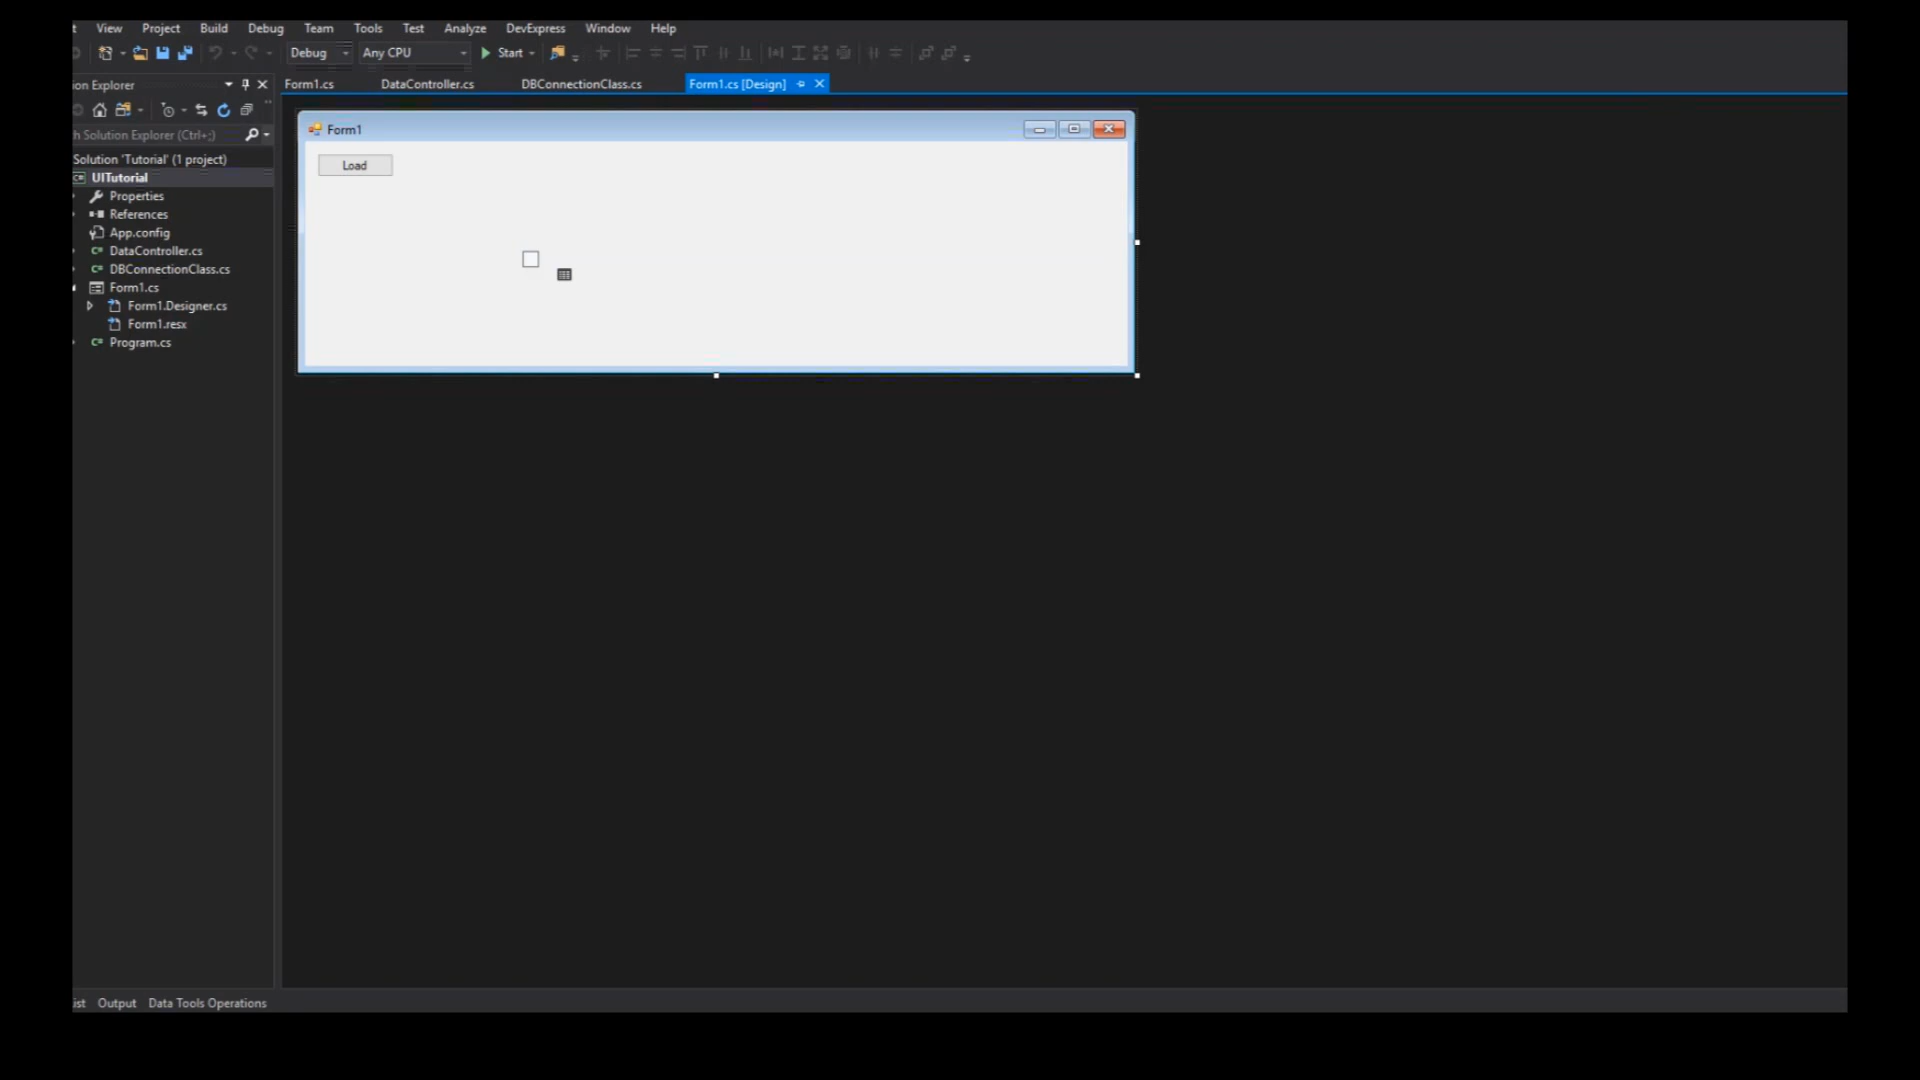 t View Project Build Debug Team Tools Test Analyze DevExpress Window Help
Debug Any CPU Start
ion Explorer
Form1.cs DataController.cs DBConnectionClass.cs Form1.cs [Design]
h Solution Explorer (Ctrl+;)
Form1
Solution 'Tutorial' (1 project)
Load
UITutorial
Properties
References
App.config
DataController.cs
DBConnectionClass.cs
Form1.cs
Form1.Designer.cs
Form1.resx
Program.cs
ist Output Data Tools Operations